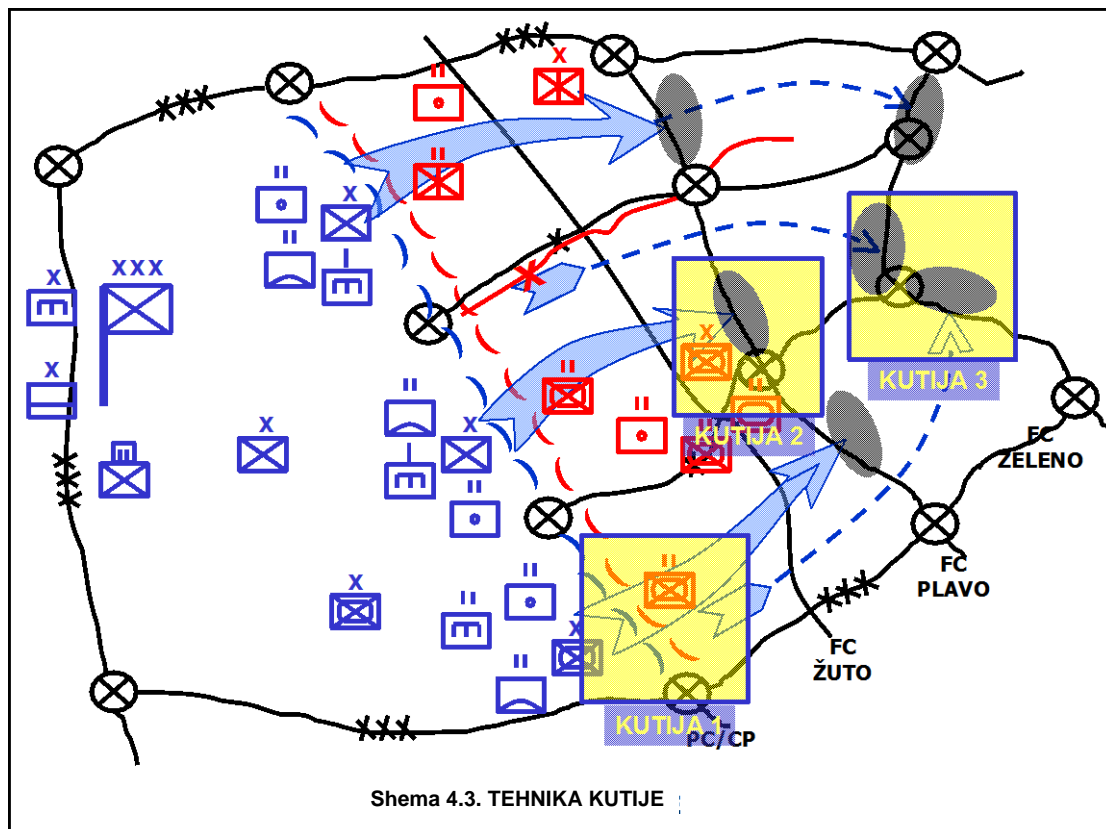 KUTIJA 3
KUTIJA 2
FC
ZELENO
FC
PLAVO
FC
ŽUTO
KUTIJA 1
PC/CP
Shema 4.3. TEHNIKA KUTIJE